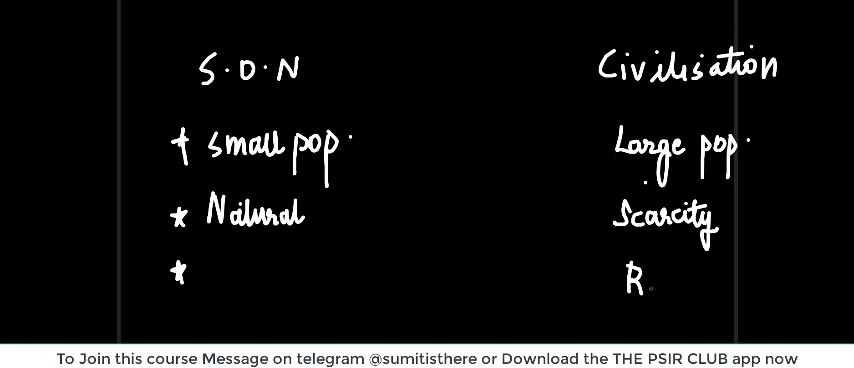 S.O.N Civilisation
* Small pop. Large pop.
* Natural Scarcity
* R
To Join this course Message on telegram @sumitisthere or Download the THE PSIR CLUB app now